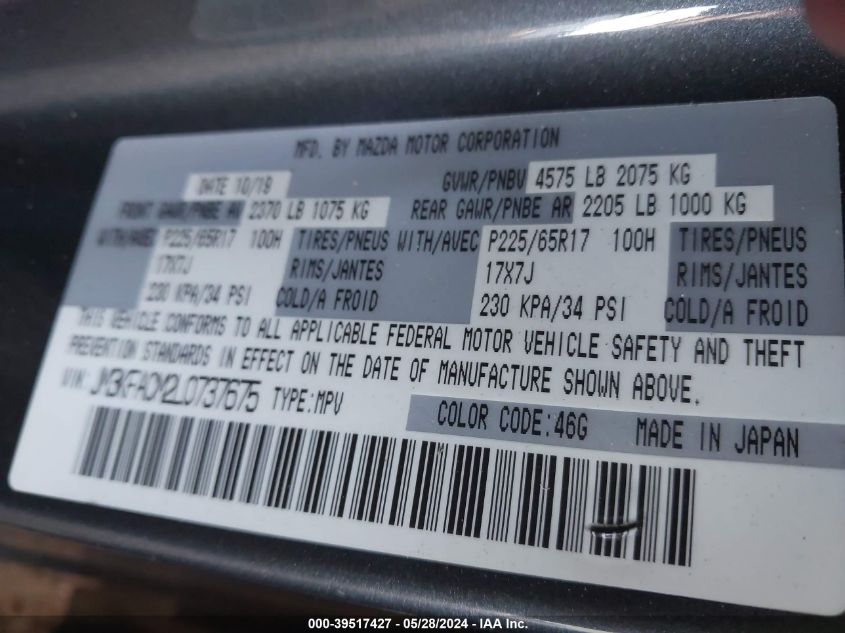 MFD. BY MAZDA MOTOR CORPORATION
DATE 10/19 GVWR/PNBV 4575 LB 2075 KG
FRONT GAWR/PNBE AV 2370 LB 1075 KG REAR GAWR/PNBE AR 2205 LB 1000 KG
WITH/AVEC P225/65R17 100H TIRES/PNEUS WITH/AVEC P225/65R17 100H TIRES/PNEUS
17X7J RIMS/JANTES 17X7J RIMS/JANTES
230 KPA/34 PSI COLD/A FROID 230 KPA/34 PSI COLD/A FROID
THIS VEHICLE CONFORMS TO ALL APPLICABLE FEDERAL MOTOR VEHICLE SAFETY AND THEFT
PREVENTION STANDARDS IN EFFECT ON THE DATE OF MANUFACTURE SHOWN ABOVE.
VIN: JM3KFACM2L0737675 TYPE:MPV
COLOR CODE:46G MADE IN JAPAN
000-39517427 - 05/28/2024 - IAA Inc.